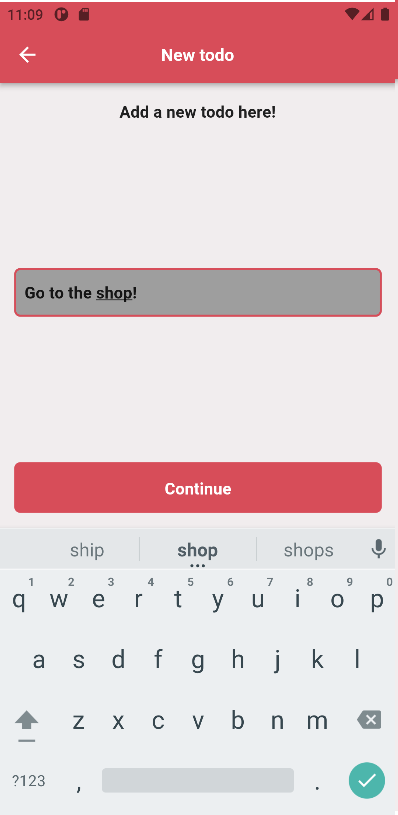 11:09
New todo
Add a new todo here!
Go to the shop!
Continue
ship shop shops
1 2 3 4 5 6 7 8 9 0
q w e r t y u i o p
a s d f g h j k l
z x c v b n m
?123 , .